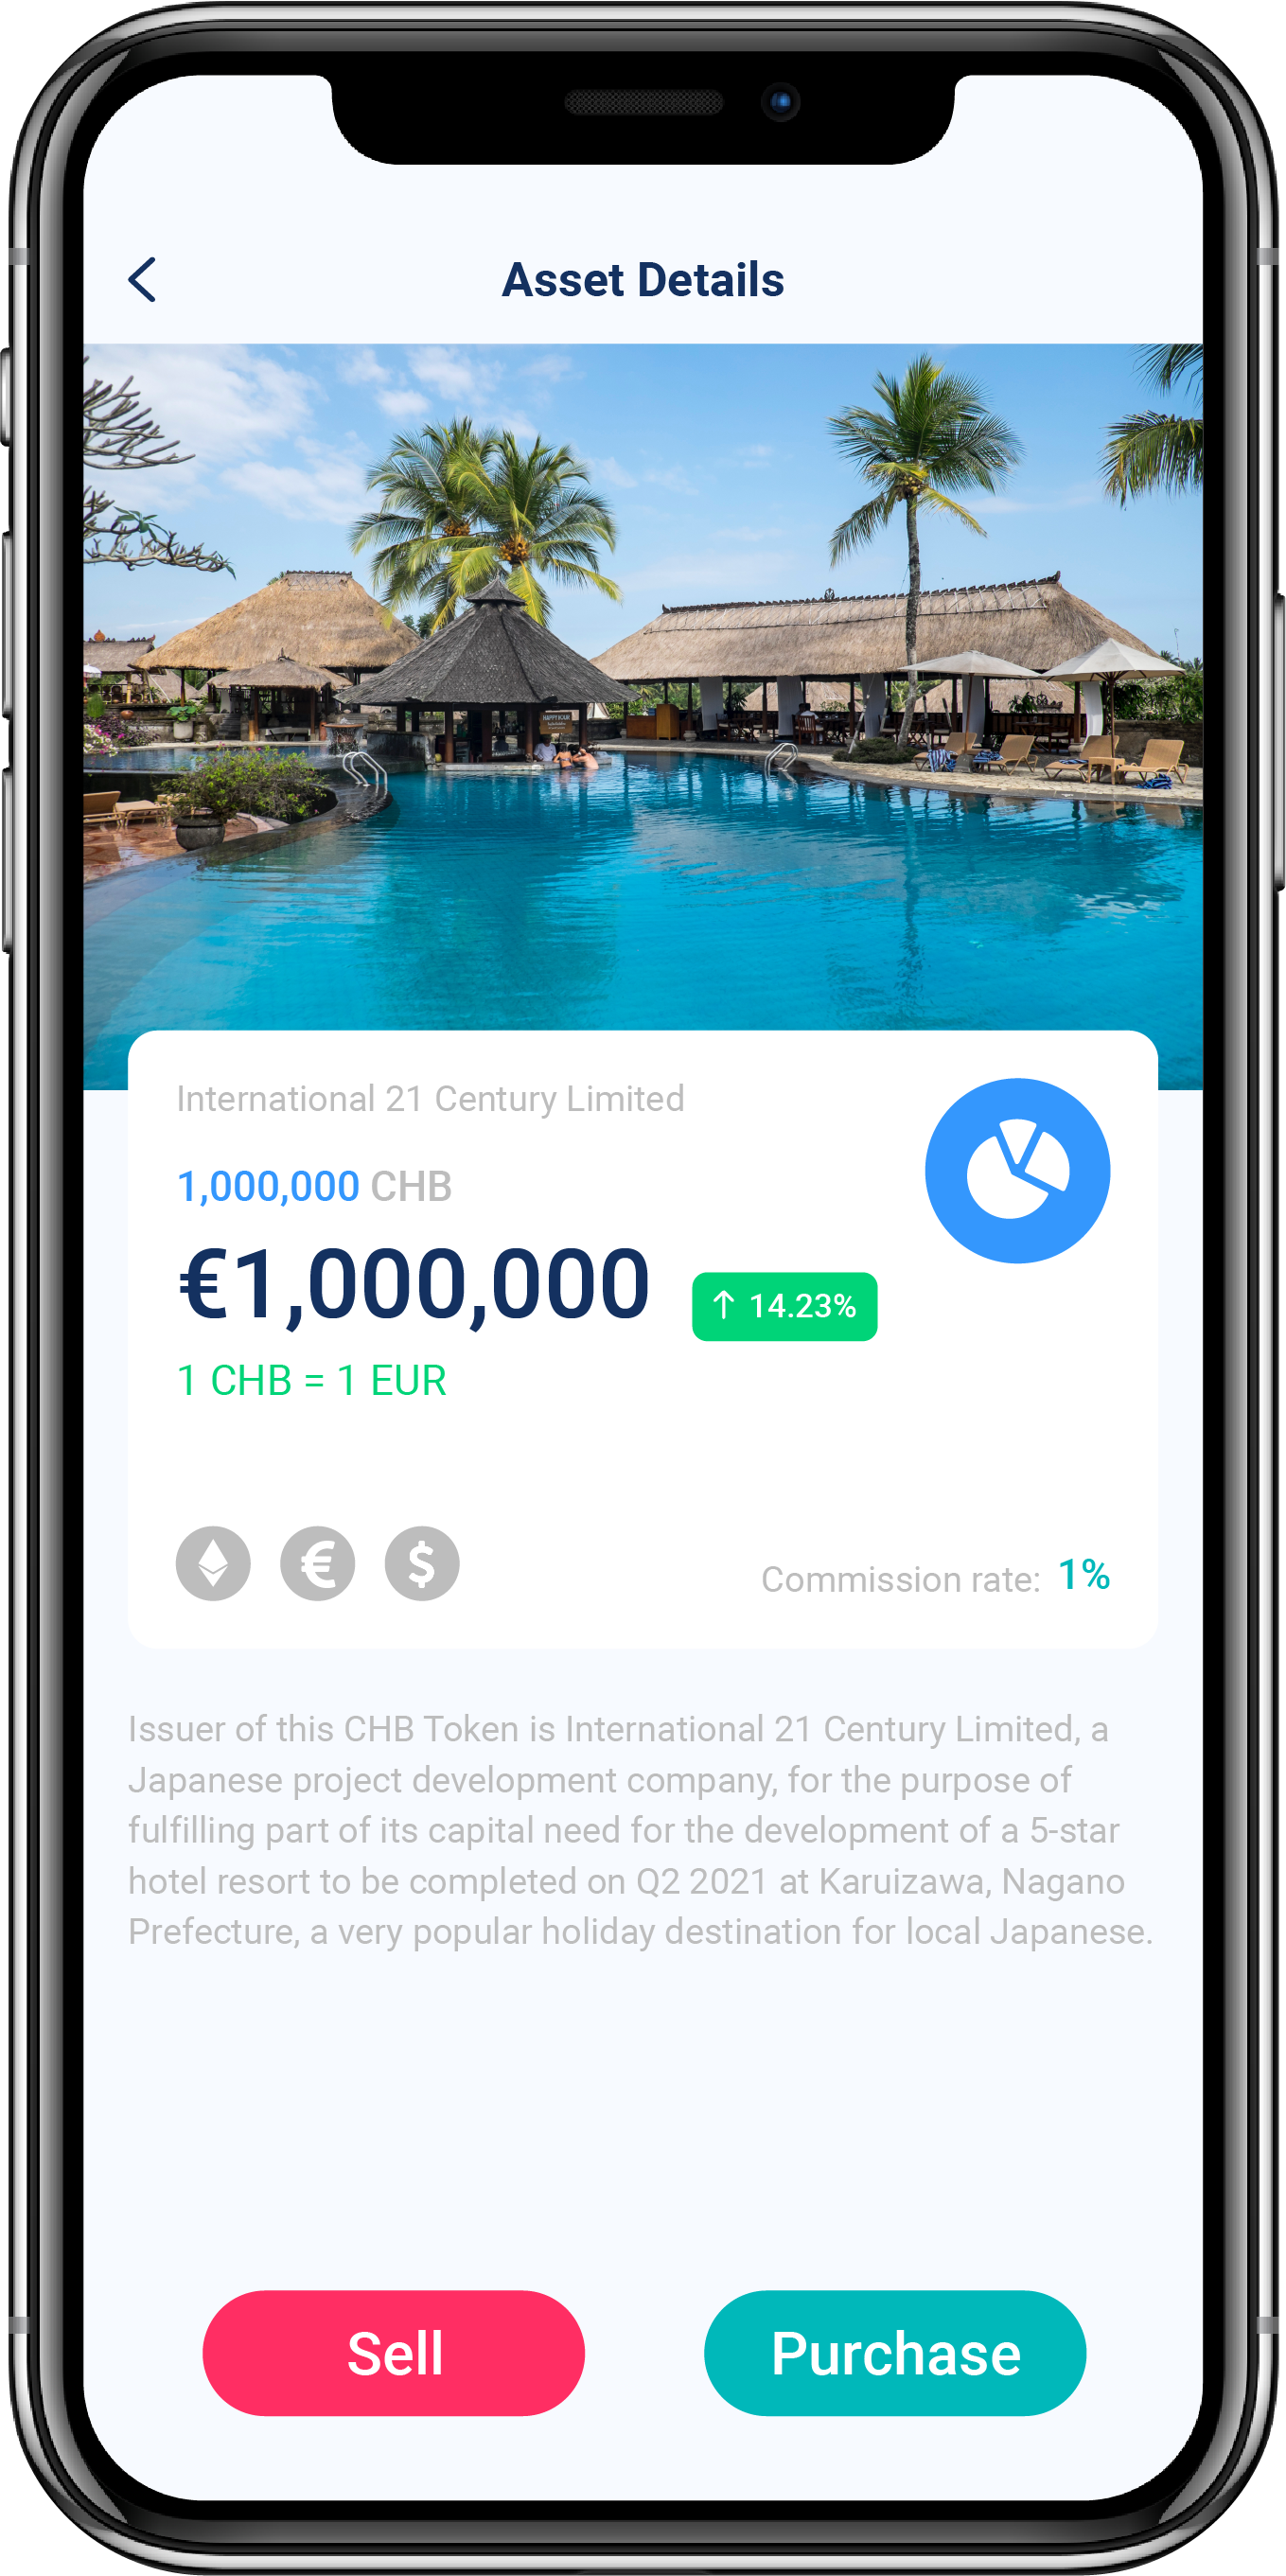 Asset Details
HAPPY HOUR
International 21 Century Limited
1,000,000 CHB
€1,000,000
↑ 14.23%
1 CHB = 1 EUR
Commission rate: 1%
Issuer of this CHB Token is International 21 Century Limited, a
Japanese project development company, for the purpose of
fulfilling part of its capital need for the development of a 5-star
hotel resort to be completed on Q2 2021 at Karuizawa, Nagano
Prefecture, a very popular holiday destination for local Japanese.
Sell
Purchase